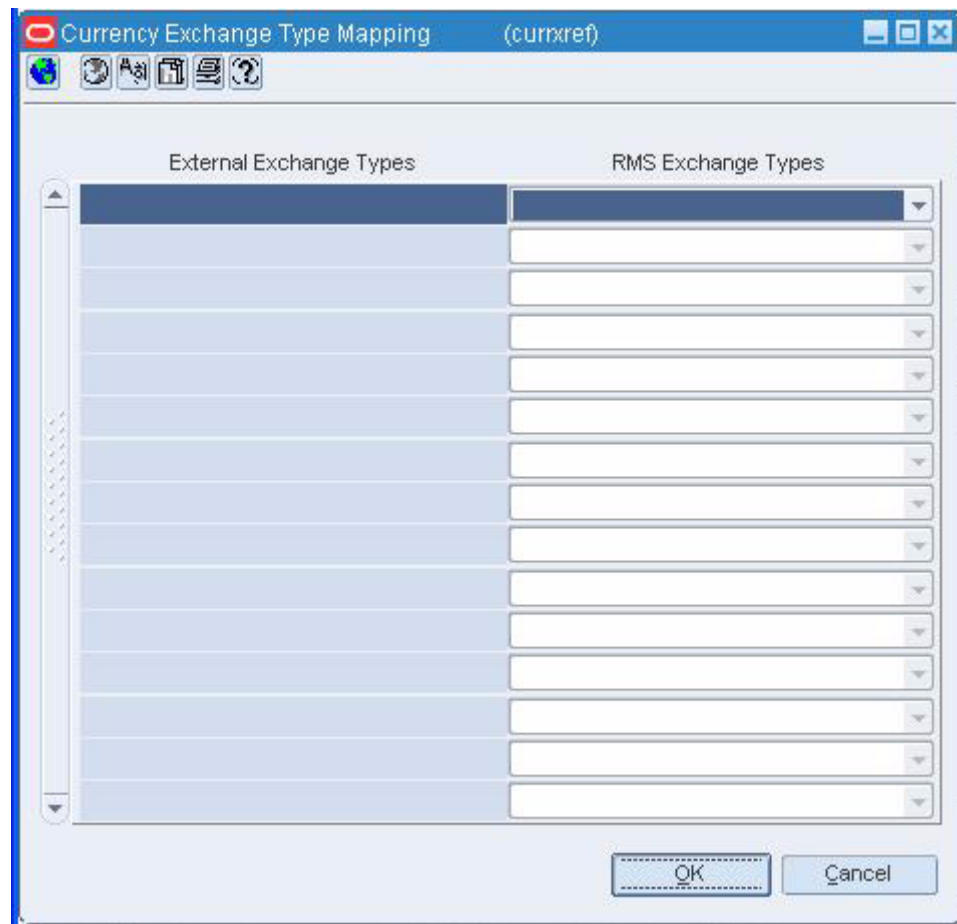 Currency Exchange Type Mapping (currxref)
External Exchange Types RMS Exchange Types
OK Cancel